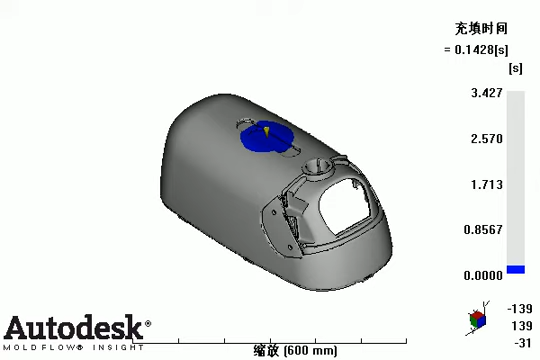 充填时间
= 0.1428[s]
[s]
3.427
2.570
1.713
0.8567
0.0000
Autodesk®
MOLDFLOW® INSIGHT
缩放 (600 mm)
-139
139
-31